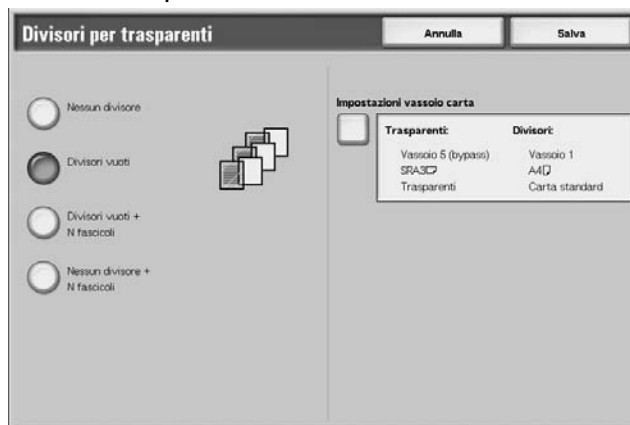 Divisori per trasparenti
Annulla
Salva
Nessun divisore
Divisori vuoti
Divisori vuoti +
N fascicoli
Nessun divisore +
N fascicoli
Impostazioni vassoio carta
Trasparenti:
Vassoio 5 (bypass)
SRA3
Trasparenti
Divisori:
Vassoio 1
A4
Carta standard